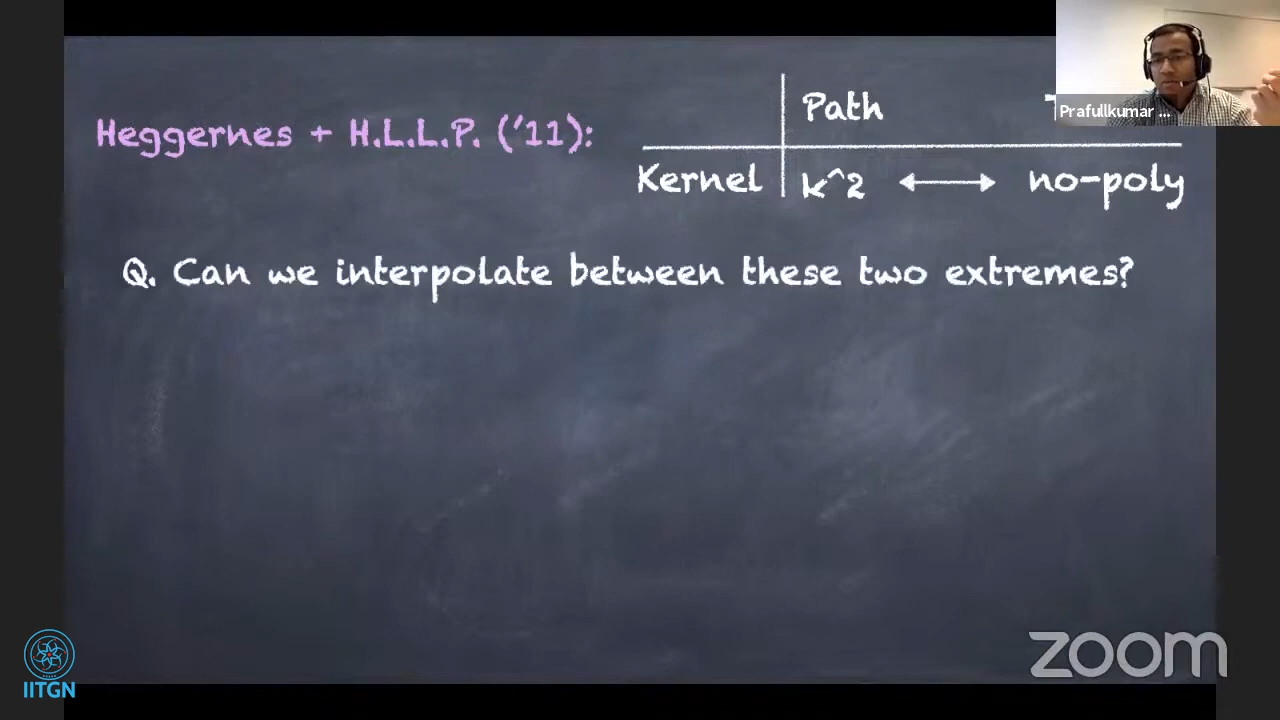 Path
Prafullkumar ...
Heggernes + H.L.L.P. ('11):
Kernel k^2 no-poly
Q. Can we interpolate between these two extremes?
IITGN
zoom